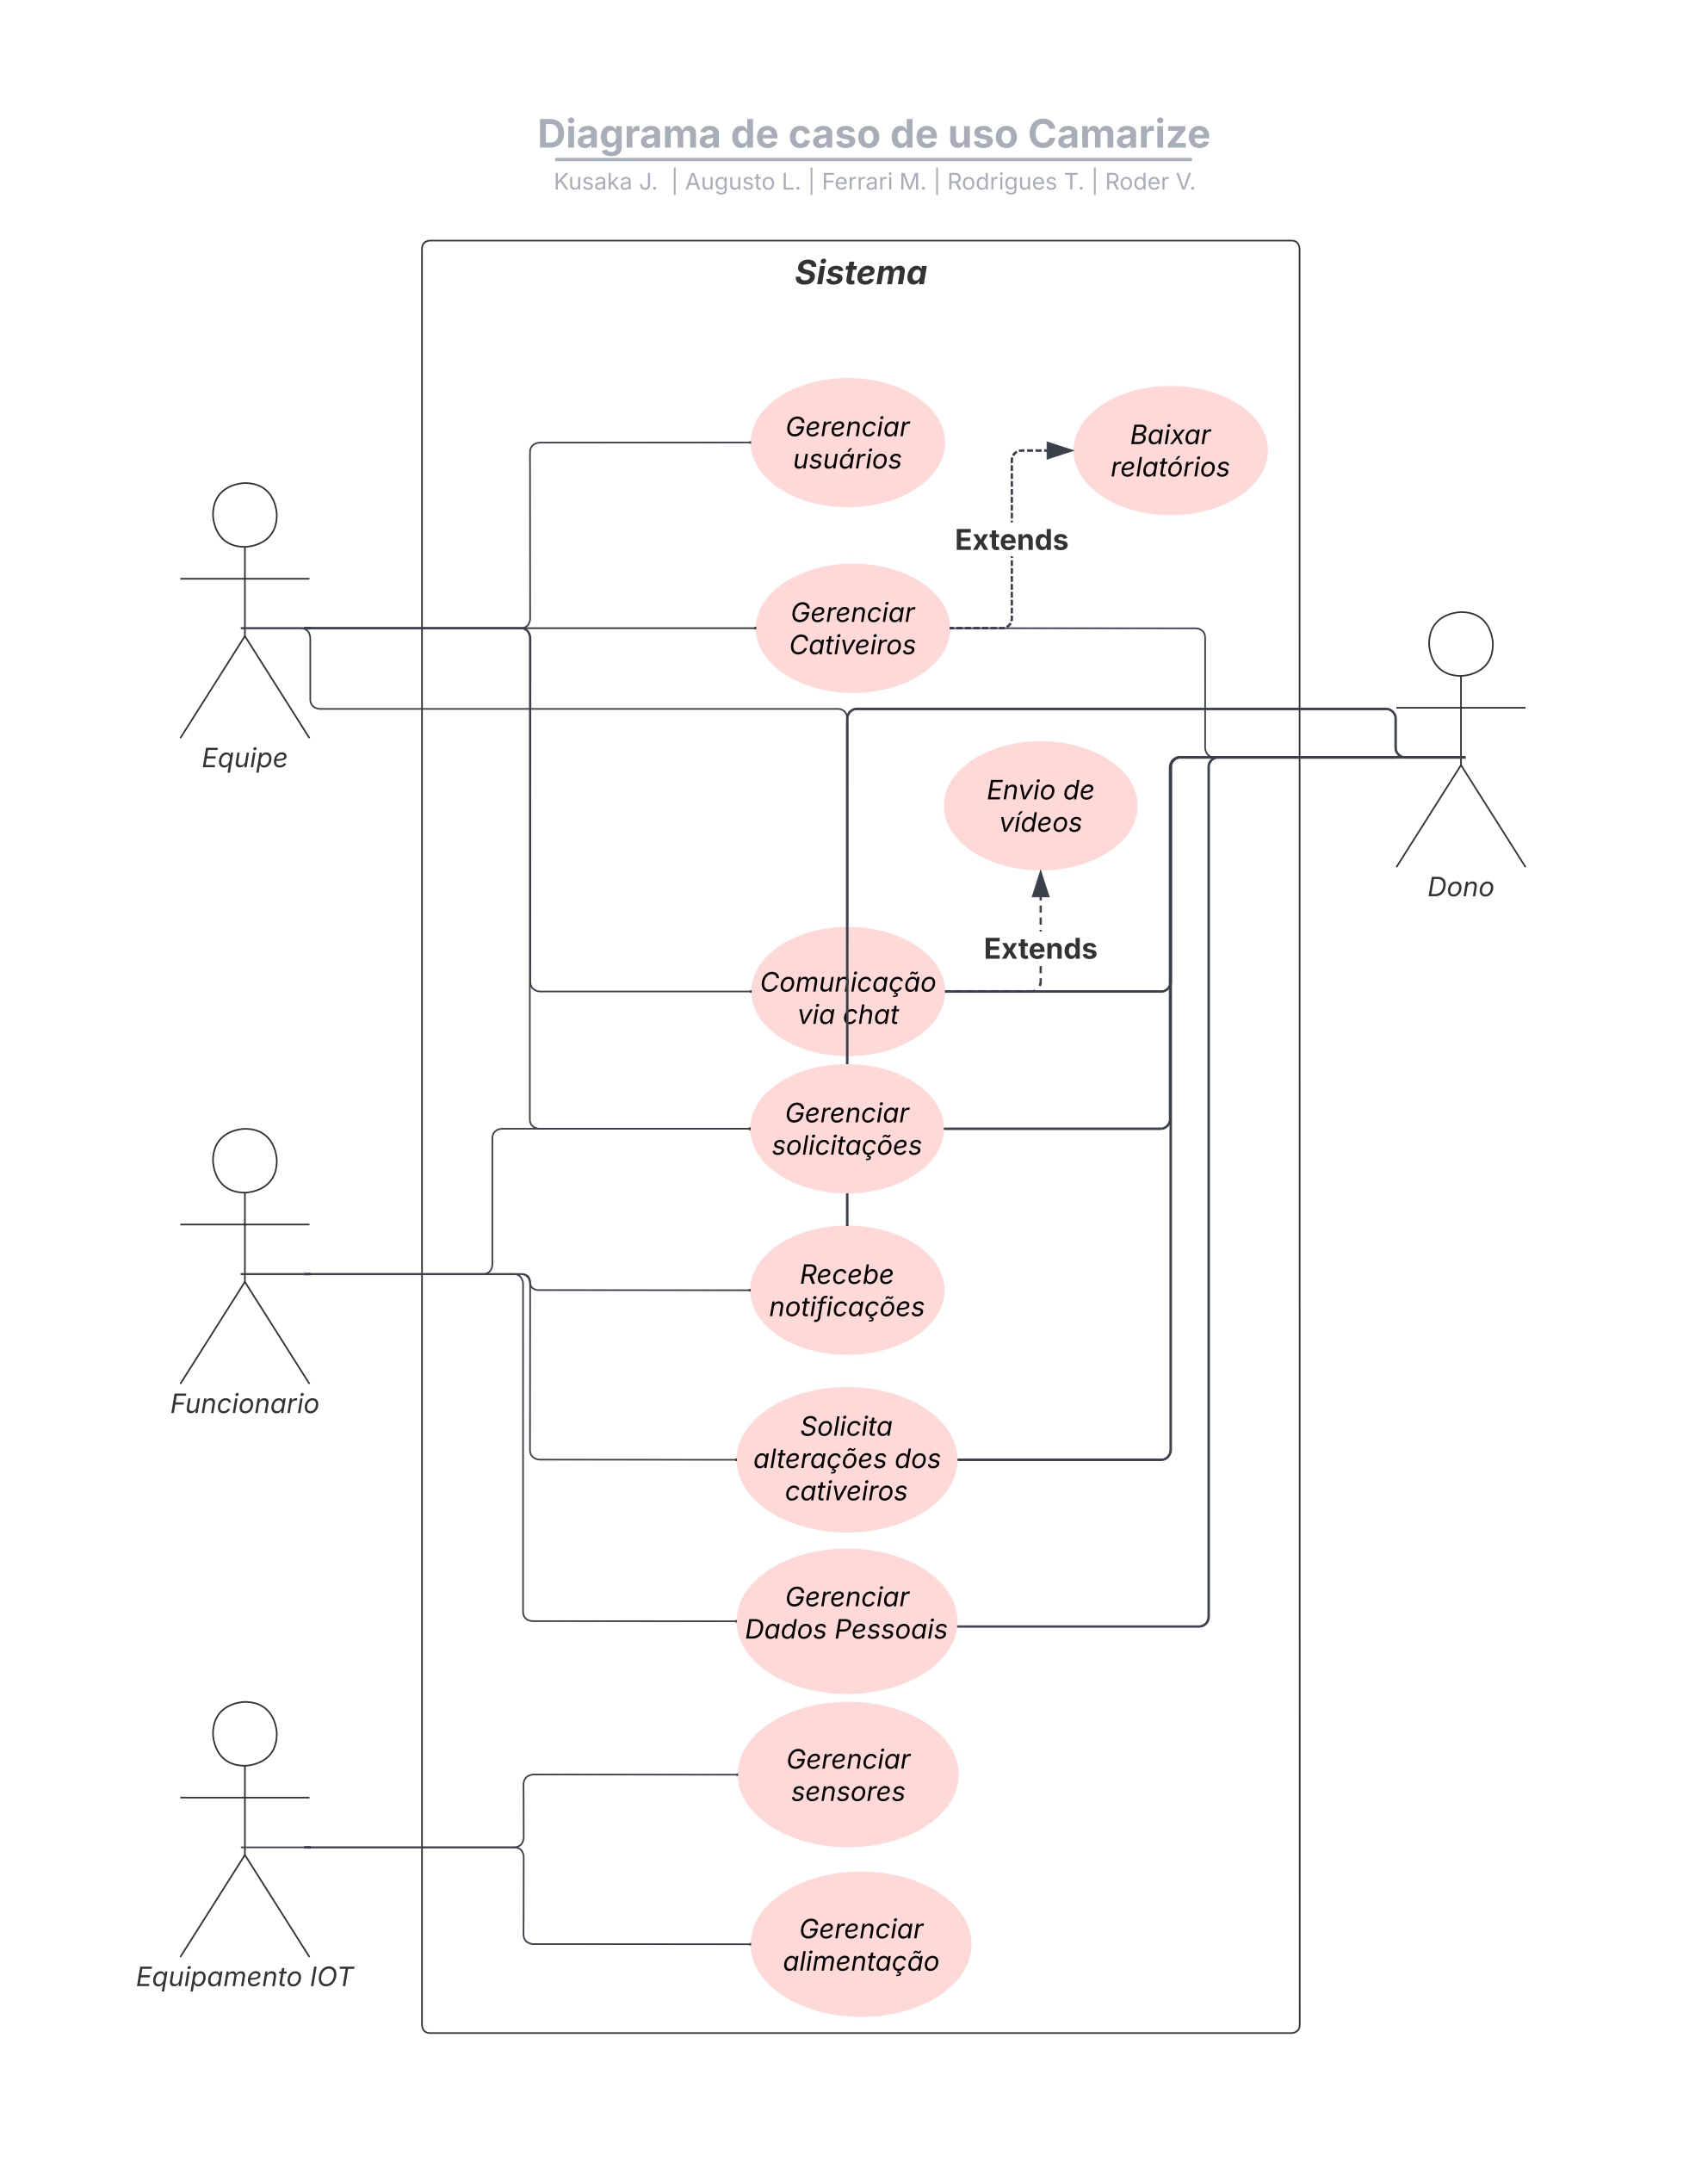 Diagrama de caso de uso Camarize
Kusaka J. | Augusto L. | Ferrari M. | Rodrigues T. | Roder V.
Sistema
Gerenciar
usuários
Baixar
relatórios
Extends
Gerenciar
Cativeiros
Equipe
Envio de
vídeos
Dono
Extends
Comunicação
via chat
Gerenciar
solicitações
Recebe
notificações
Funcionario
Solicita
alterações dos
cativeiros
Gerenciar
Dados Pessoais
Gerenciar
sensores
Gerenciar
alimentação
Equipamento IOT